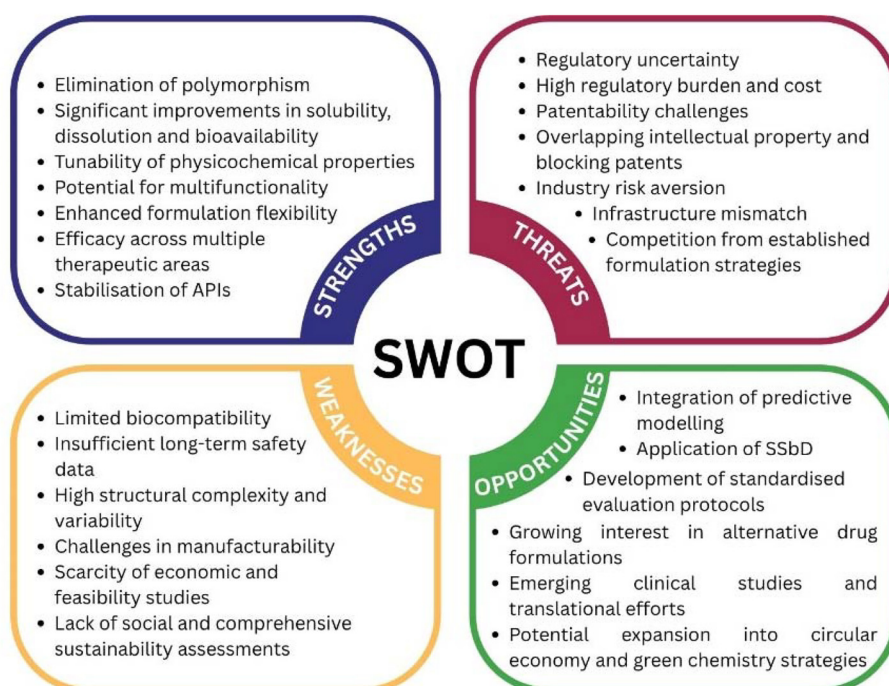 • Elimination of polymorphism
• Significant improvements in solubility,
dissolution and bioavailability
• Tunability of physicochemical properties
• Potential for multifunctionality
• Enhanced formulation flexibility
• Efficacy across multiple
therapeutic areas
• Stabilisation of APIs
STRENGTHS
• Regulatory uncertainty
• High regulatory burden and cost
• Patentability challenges
• Overlapping intellectual property and
blocking patents
• Industry risk aversion
• Infrastructure mismatch
• Competition from established
formulation strategies
THREATS
SWOT
WEAKNESSES
• Limited biocompatibility
• Insufficient long-term safety
data
• High structural complexity and
variability
• Challenges in manufacturability
• Scarcity of economic and
feasibility studies
• Lack of social and comprehensive
sustainability assessments
OPPORTUNITIES
• Integration of predictive
modelling
• Application of SSbD
• Development of standardised
evaluation protocols
• Growing interest in alternative drug
formulations
• Emerging clinical studies and
translational efforts
• Potential expansion into circular
economy and green chemistry strategies